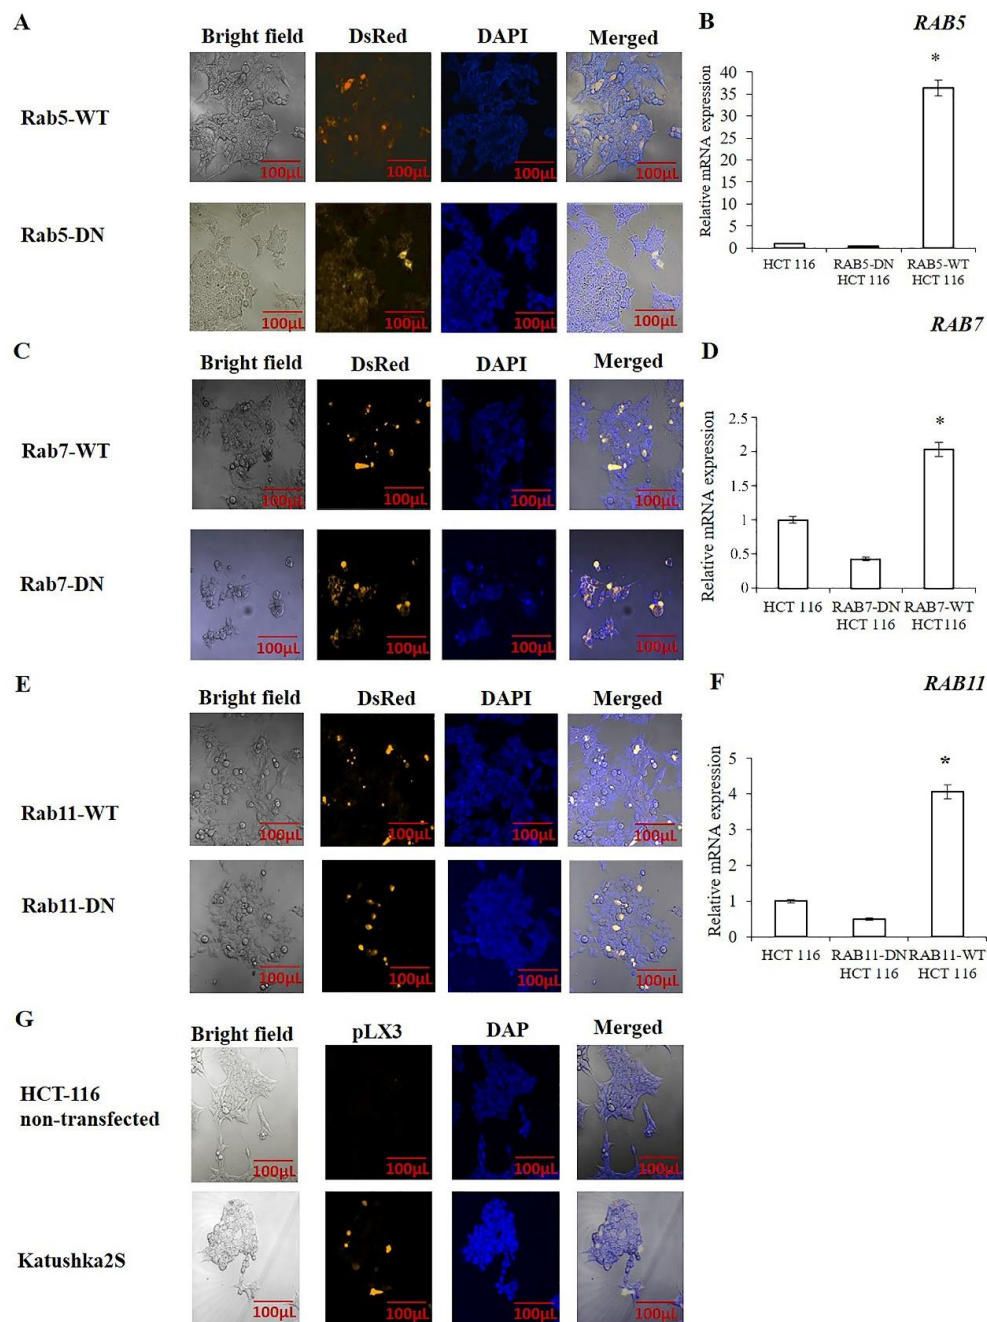 A
Bright field DsRed DAPI Merged
Rab5-WT
100µL 100µL 100µL 100µL
Rab5-DN
100µL 100µL 100µL 100µL
B
RAB5
*
Relative mRNA expression
40
35
30
25
20
15
10
5
0
HCT 116 RAB5-DN RAB5-WT
HCT 116 HCT 116
C
Bright field DsRed DAPI Merged
Rab7-WT
100µL 100µL 100µL 100µL
Rab7-DN
100µL 100µL 100µL 100µL
RAB7
D
*
Relative mRNA expression
2.5
2
1.5
1
0.5
0
HCT 116 RAB7-DN RAB7-WT
HCT 116 HCT116
E
Bright field DsRed DAPI Merged
Rab11-WT
100µL 100µL 100µL 100µL
Rab11-DN
100µL 100µL 100µL 100µL
F
RAB11
*
Relative mRNA expression
5
4
3
2
1
0
HCT 116 RAB11-DN RAB11-WT
HCT 116 HCT 116
G
Bright field pLX3 DAP Merged
HCT-116
non-transfected
100µL 100µL 100µL 100µL
Katushka2S
100µL 100µL 100µL 100µL